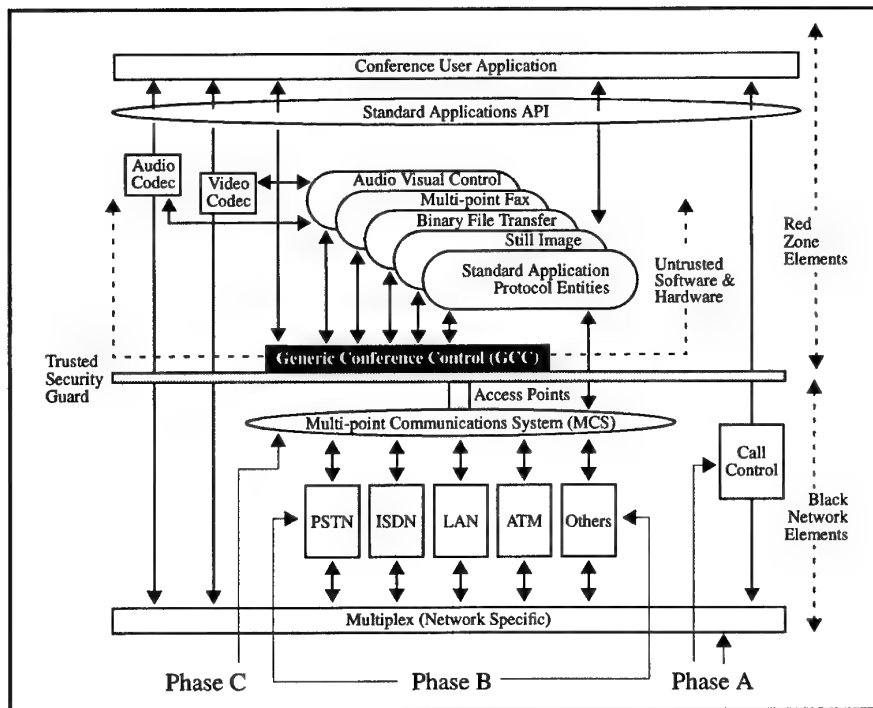 Conference User Application
Standard Applications API
Audio
Codec
Video
Codec
Audio Visual Control
Multi-point Fax
Binary File Transfer
Still Image
Standard Application
Protocol Entities
Untrusted
Software &
Hardware
Red
Zone
Elements
Generic Conference Control (GCC)
Trusted
Security
Guard
Access Points
Multi-point Communications System (MCS)
Call
Control
PSTN
ISDN
LAN
ATM
Others
Black
Network
Elements
Multiplex (Network Specific)
Phase C
Phase B
Phase A